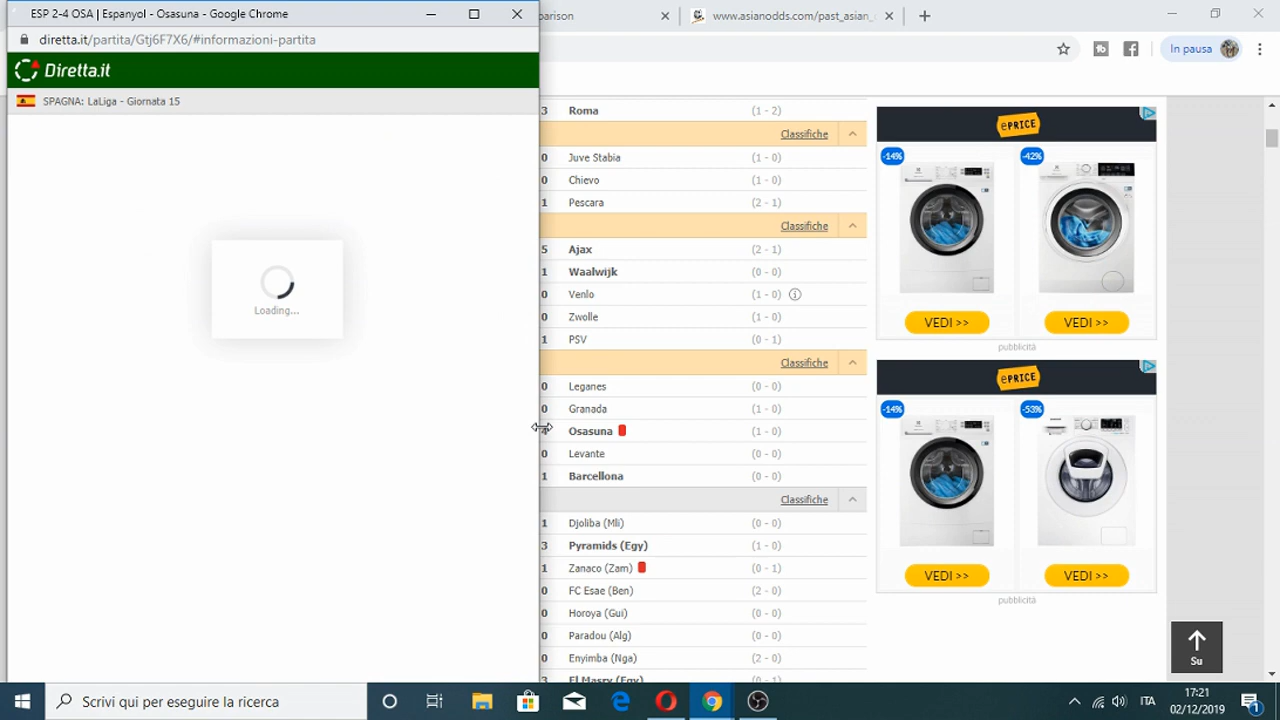 ESP 2-4 OSA | Espanyol - Osasuna - Google Chrome
parison
www.asianodds.com/past_asian_
diretta.it/partita/Gtj6F7X6/#informazioni-partita
In pausa
Diretta.it
SPAGNA: LaLiga - Giornata 15
Loading...
3 Roma (1 - 2)
Classifiche
0 Juve Stabia (1 - 0)
0 Chievo (1 - 0)
1 Pescara (2 - 1)
Classifiche
5 Ajax (2 - 1)
1 Waalwijk (0 - 0)
0 Venlo (1 - 0)
0 Zwolle (1 - 0)
1 PSV (0 - 1)
Classifiche
0 Leganes (0 - 0)
0 Granada (1 - 0)
4 Osasuna (1 - 0)
0 Levante (0 - 0)
1 Barcellona (0 - 0)
Classifiche
1 Djoliba (Mli) (0 - 0)
3 Pyramids (Egy) (1 - 0)
1 Zanaco (Zam) (0 - 1)
0 FC Esae (Ben) (2 - 0)
0 Horoya (Gui) (0 - 0)
0 Paradou (Alg) (0 - 0)
0 Enyimba (Nga) (2 - 0)
3 El Masry (Egy) (1 - 0)
ePRICE
-14% -42%
VEDI >> VEDI >>
pubblicità
ePRICE
-14% -53%
VEDI >> VEDI >>
pubblicità
Su
Scrivi qui per eseguire la ricerca
ITA
17:21
02/12/2019
1